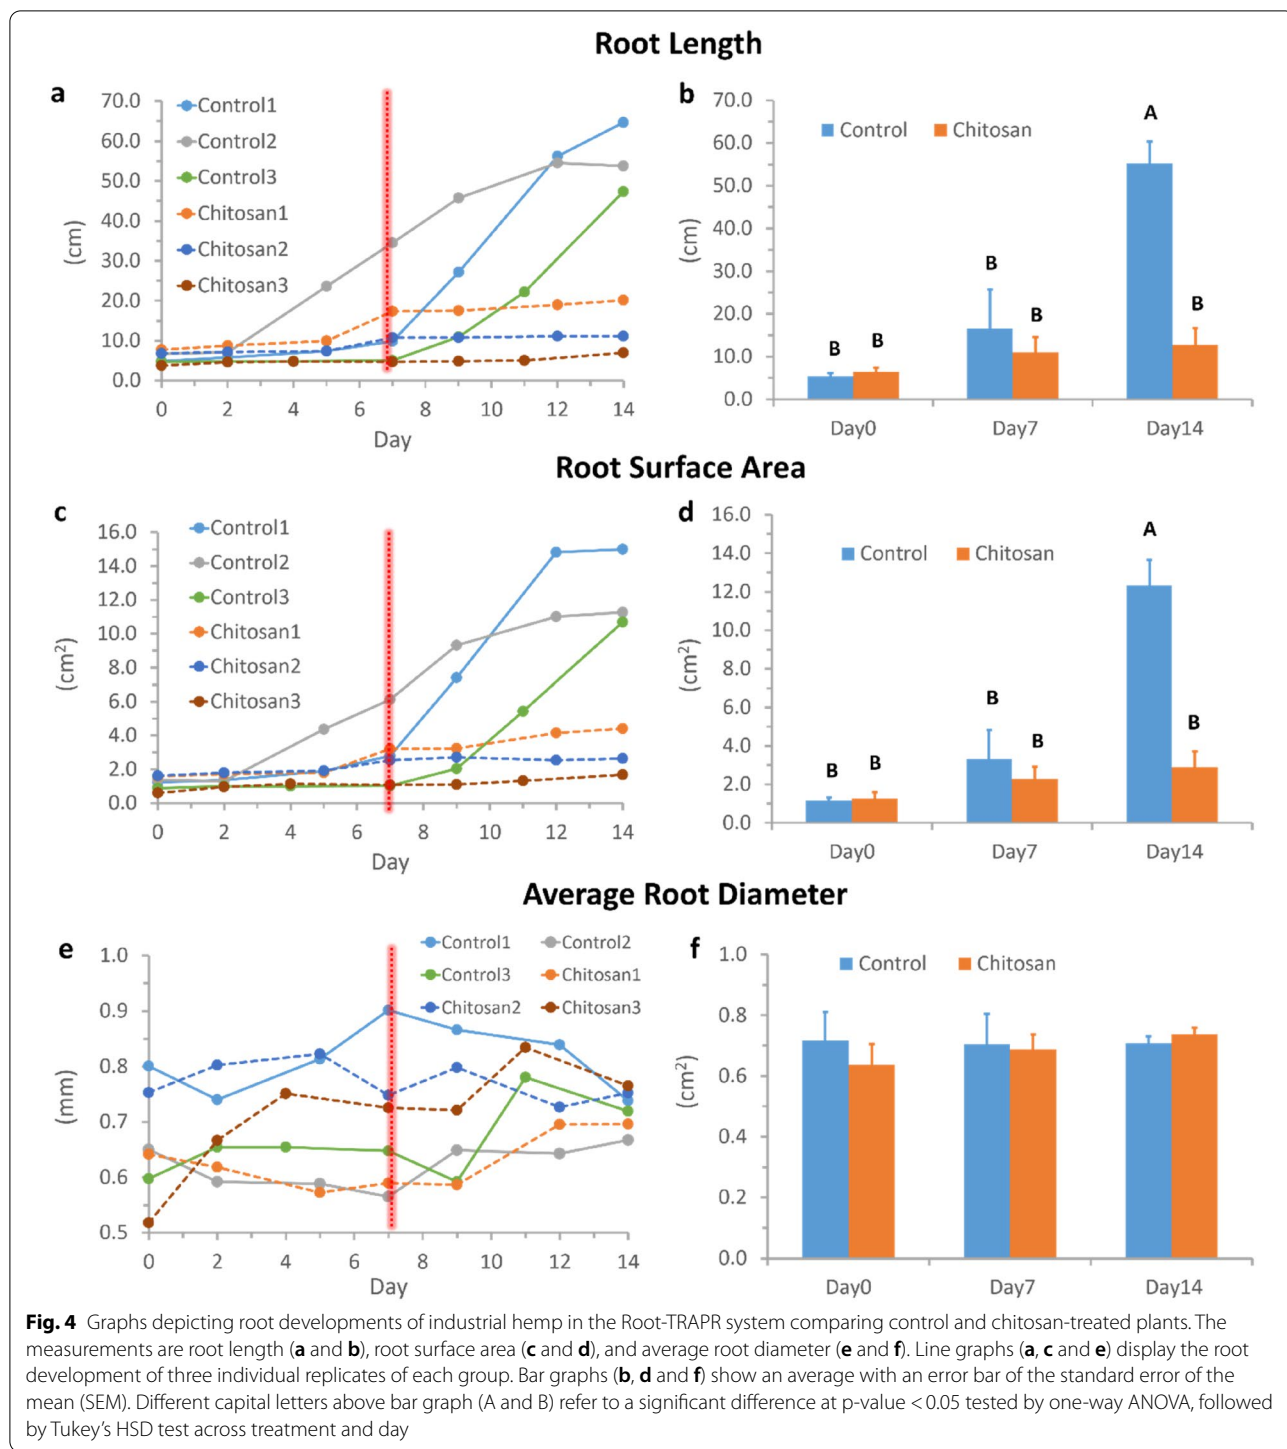 Root Length
a
b
70.0
60.0
50.0
40.0
30.0
20.0
10.0
0.0
(cm)
Control1
Control2
Control3
Chitosan1
Chitosan2
Chitosan3
0 2 4 6 8 10 12 14
Day
70.0
60.0
50.0
40.0
30.0
20.0
10.0
0.0
(cm)
Control Chitosan
B B B B A B
Day0 Day7 Day14
Root Surface Area
c
d
16.0
14.0
12.0
10.0
8.0
6.0
4.0
2.0
0.0
(cm²)
Control1
Control2
Control3
Chitosan1
Chitosan2
Chitosan3
0 2 4 6 8 10 12 14
Day
16.0
14.0
12.0
10.0
8.0
6.0
4.0
2.0
0.0
(cm²)
Control Chitosan
B B B B A B
Day0 Day7 Day14
Average Root Diameter
e
f
1.0
0.9
0.8
0.7
0.6
0.5
(mm)
Control1 Control2
Control3 Chitosan1
Chitosan2 Chitosan3
0 2 4 6 8 10 12 14
Day
1.0
0.8
0.6
0.4
0.2
0.0
(cm²)
Control Chitosan
Day0 Day7 Day14
Fig. 4 Graphs depicting root developments of industrial hemp in the Root-TRAPR system comparing control and chitosan-treated plants. The
measurements are root length (a and b), root surface area (c and d), and average root diameter (e and f). Line graphs (a, c and e) display the root
development of three individual replicates of each group. Bar graphs (b, d and f) show an average with an error bar of the standard error of the
mean (SEM). Different capital letters above bar graph (A and B) refer to a significant difference at p-value < 0.05 tested by one-way ANOVA, followed
by Tukey's HSD test across treatment and day